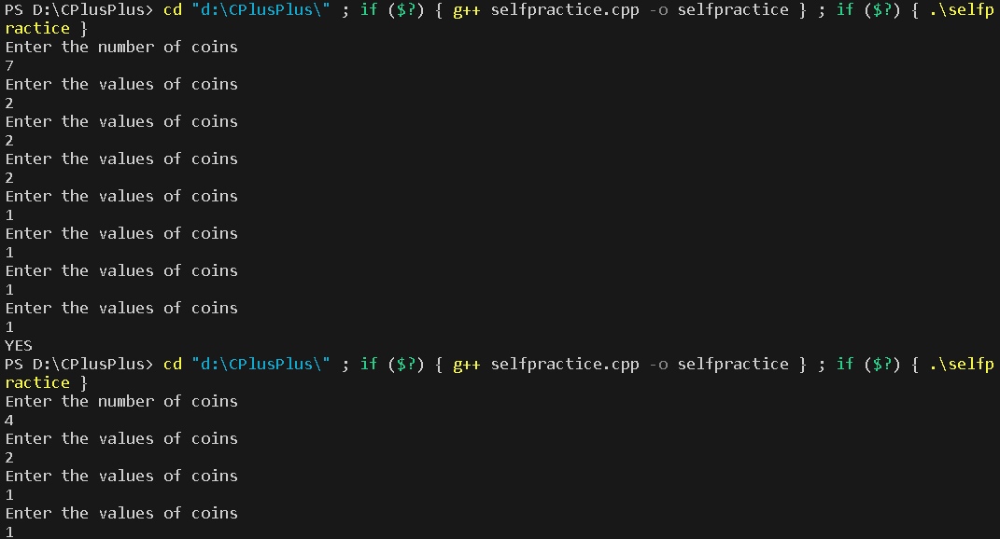 PS D:\CPlusPlus> cd "d:\CPlusPlus\" ; if ($?) { g++ selfpractice.cpp -o selfpractice } ; if ($?) { .\selfp
ractice }
Enter the number of coins
7
Enter the values of coins
2
Enter the values of coins
2
Enter the values of coins
2
Enter the values of coins
1
Enter the values of coins
1
Enter the values of coins
1
Enter the values of coins
1
YES
PS D:\CPlusPlus> cd "d:\CPlusPlus\" ; if ($?) { g++ selfpractice.cpp -o selfpractice } ; if ($?) { .\selfp
ractice }
Enter the number of coins
4
Enter the values of coins
2
Enter the values of coins
1
Enter the values of coins
1